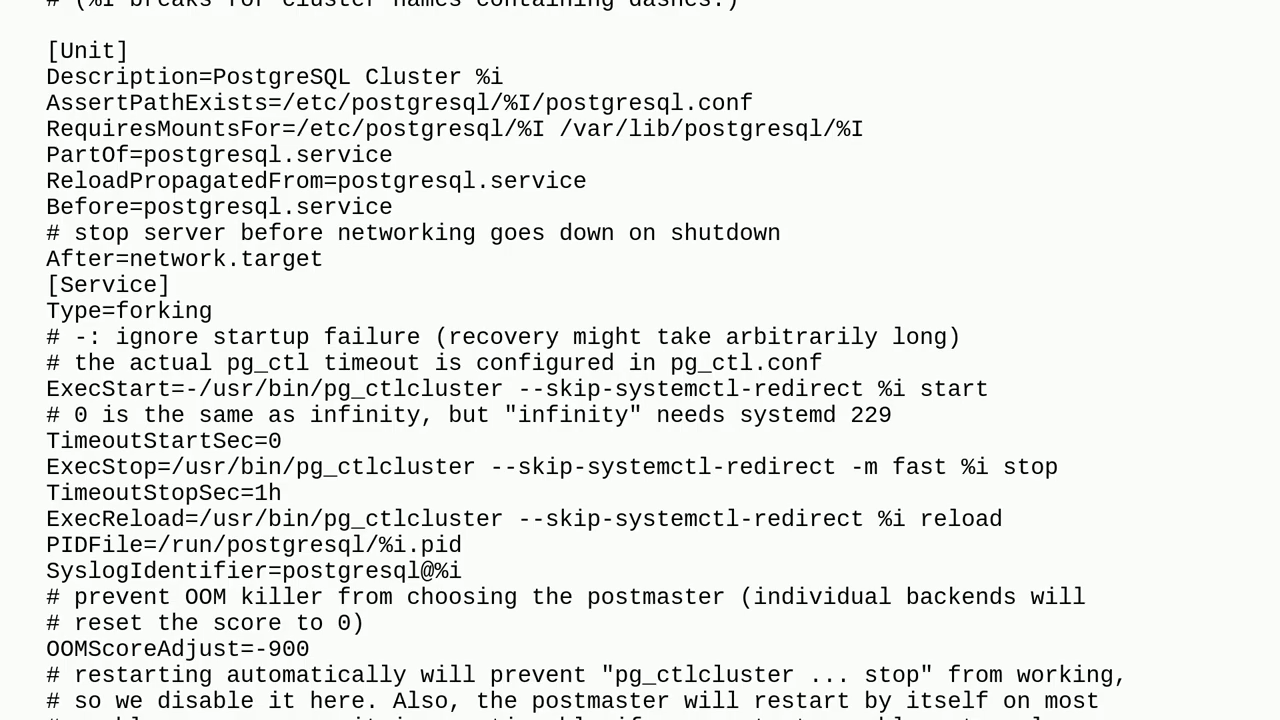 # (%I breaks for cluster names containing dashes.)
[Unit]
Description=PostgreSQL Cluster %i
AssertPathExists=/etc/postgresql/%I/postgresql.conf
RequiresMountsFor=/etc/postgresql/%I /var/lib/postgresql/%I
PartOf=postgresql.service
ReloadPropagatedFrom=postgresql.service
Before=postgresql.service
# stop server before networking goes down on shutdown
After=network.target
[Service]
Type=forking
# -: ignore startup failure (recovery might take arbitrarily long)
# the actual pg_ctl timeout is configured in pg_ctl.conf
ExecStart=-/usr/bin/pg_ctlcluster --skip-systemctl-redirect %i start
# 0 is the same as infinity, but "infinity" needs systemd 229
TimeoutStartSec=0
ExecStop=/usr/bin/pg_ctlcluster --skip-systemctl-redirect -m fast %i stop
TimeoutStopSec=1h
ExecReload=/usr/bin/pg_ctlcluster --skip-systemctl-redirect %i reload
PIDFile=/run/postgresql/%i.pid
SyslogIdentifier=postgresql@%i
# prevent OOM killer from choosing the postmaster (individual backends will
# reset the score to 0)
OOMScoreAdjust=-900
# restarting automatically will prevent "pg_ctlcluster ... stop" from working,
# so we disable it here. Also, the postmaster will restart by itself on most